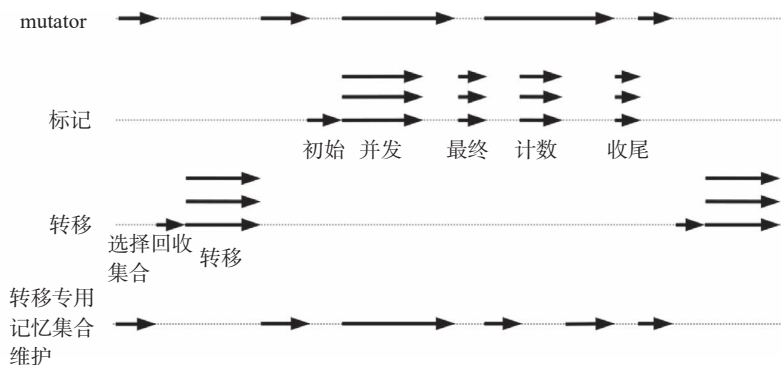 mutator
标记
初始 并发 最终 计数 收尾
转移
选择回收
集合
转移
转移专用
记忆集合
维护